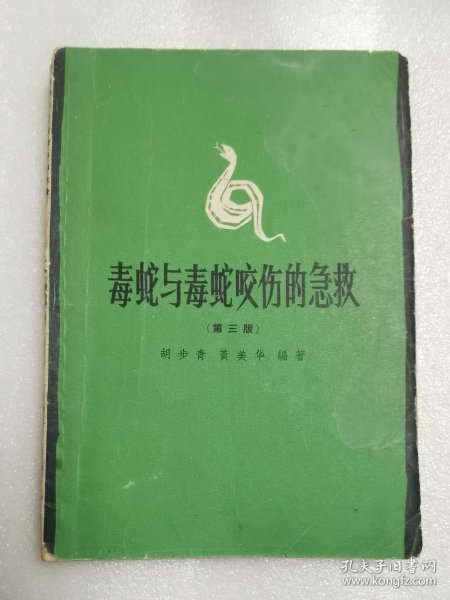 毒蛇与毒蛇咬伤的急救
(第三版)
胡步青 黄美华 编著
孔夫子旧书网
www.kongfz.com